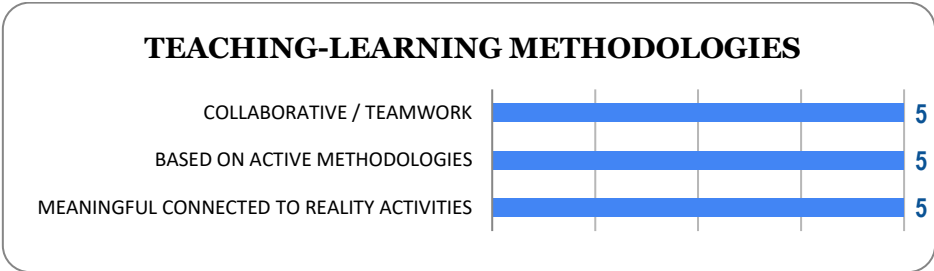 TEACHING-LEARNING METHODOLOGIES
COLLABORATIVE / TEAMWORK 5
BASED ON ACTIVE METHODOLOGIES 5
MEANINGFUL CONNECTED TO REALITY ACTIVITIES 5